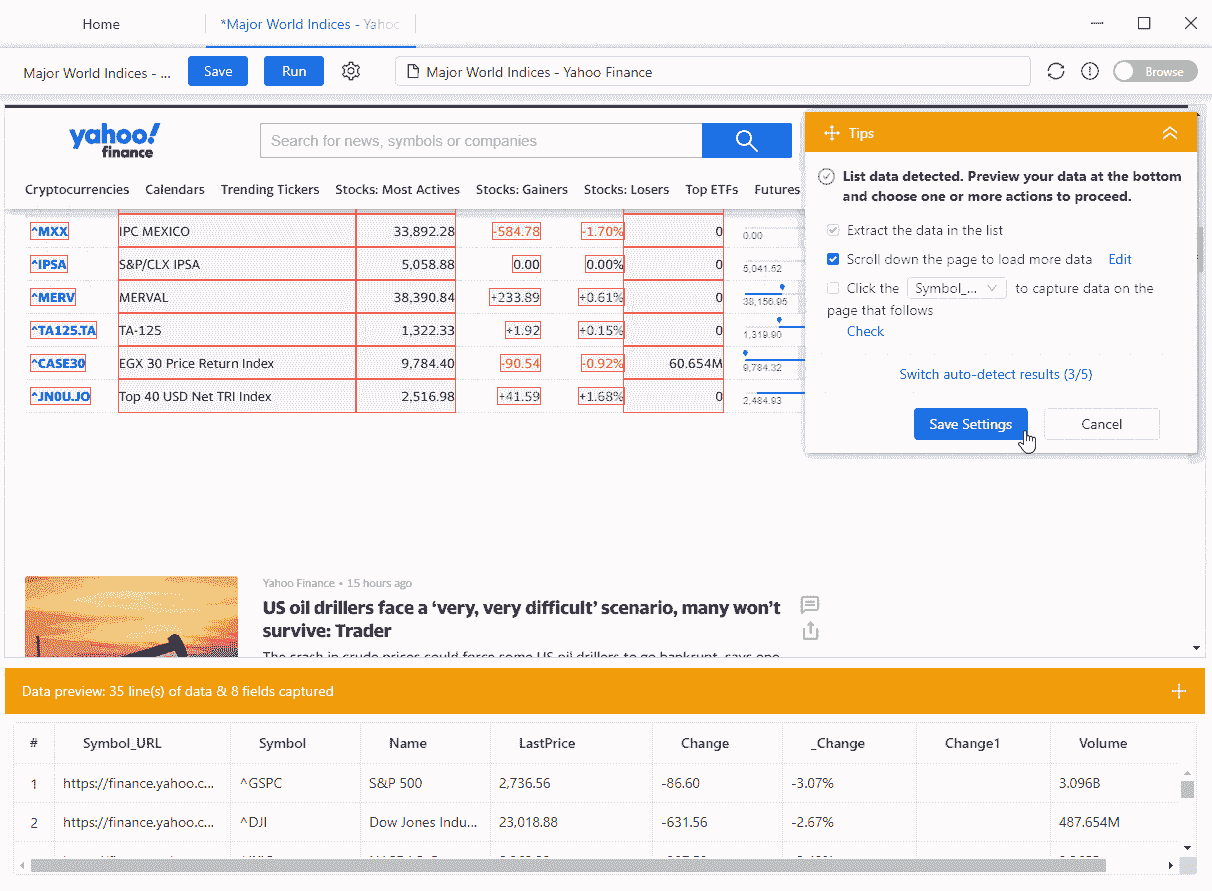 Home
*Major World Indices - Yahoo
Major World Indices - ...
Save
Run
Major World Indices - Yahoo Finance
Browse
yahoo!
finance
Search for news, symbols or companies
Cryptocurrencies Calendars Trending Tickers Stocks: Most Actives Stocks: Gainers Stocks: Losers Top ETFs Futures
^MXX IPC MEXICO 33,892.28 -584.78 -1.70% 0 0.00
^IPSA S&P/CLX IPSA 5,058.88 0.00 0.00% 0 5,041.52
^MERV MERVAL 38,390.84 +233.89 +0.61% 0 38,156.95
^TA125.TA TA-125 1,322.33 +1.92 +0.15% 0 1,319.90
^CASE30 EGX 30 Price Return Index 9,784.40 -90.54 -0.92% 60.654M 9,784.32
^JN0U.JO Top 40 USD Net TRI Index 2,516.98 +41.59 +1.68% 0 2,484.93
Tips
List data detected. Preview your data at the bottom
and choose one or more actions to proceed.
Extract the data in the list
Scroll down the page to load more data Edit
Click the Symbol_... to capture data on the
page that follows
Check
Switch auto-detect results (3/5)
Save Settings Cancel
Yahoo Finance • 15 hours ago
US oil drillers face a ‘very, very difficult’ scenario, many won’t
survive: Trader
The crash in crude prices could force some US oil drillers to go bankrupt, says one
Data preview: 35 line(s) of data & 8 fields captured
# Symbol_URL Symbol Name LastPrice Change _Change Change1 Volume
1 https://finance.yahoo.c... ^GSPC S&P 500 2,736.56 -86.60 -3.07% 3.096B
2 https://finance.yahoo.c... ^DJI Dow Jones Indu... 23,018.88 -631.56 -2.67% 487.654M